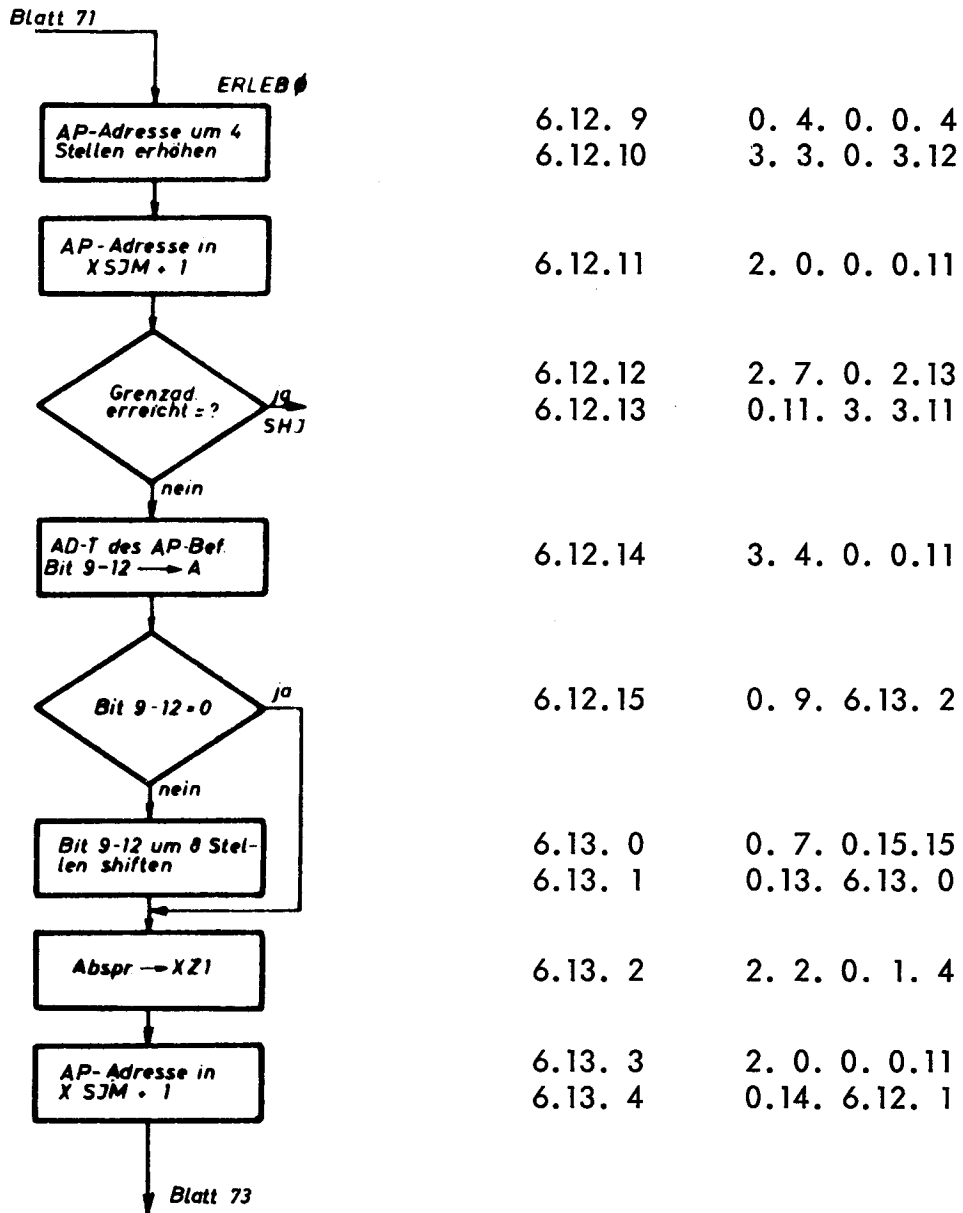 Blatt 71
ERLEBØ
AP-Adresse um 4
Stellen erhöhen
6.12. 9 0. 4. 0. 0. 4
6.12.10 3. 3. 0. 3.12
AP-Adresse in
XSJM + 1
6.12.11 2. 0. 0. 0.11
Grenzad.
erreicht = ?
ja
SHJ
6.12.12 2. 7. 0. 2.13
6.12.13 0.11. 3. 3.11
nein
AD-T des AP-Bef.
Bit 9-12 → A
6.12.14 3. 4. 0. 0.11
Bit 9-12 = 0
ja
6.12.15 0. 9. 6.13. 2
nein
Bit 9-12 um 8 Stel-
len shiften
6.13. 0 0. 7. 0.15.15
6.13. 1 0.13. 6.13. 0
Abspr → XZ1
6.13. 2 2. 2. 0. 1. 4
AP-Adresse in
X SJM + 1
6.13. 3 2. 0. 0. 0.11
6.13. 4 0.14. 6.12. 1
Blatt 73